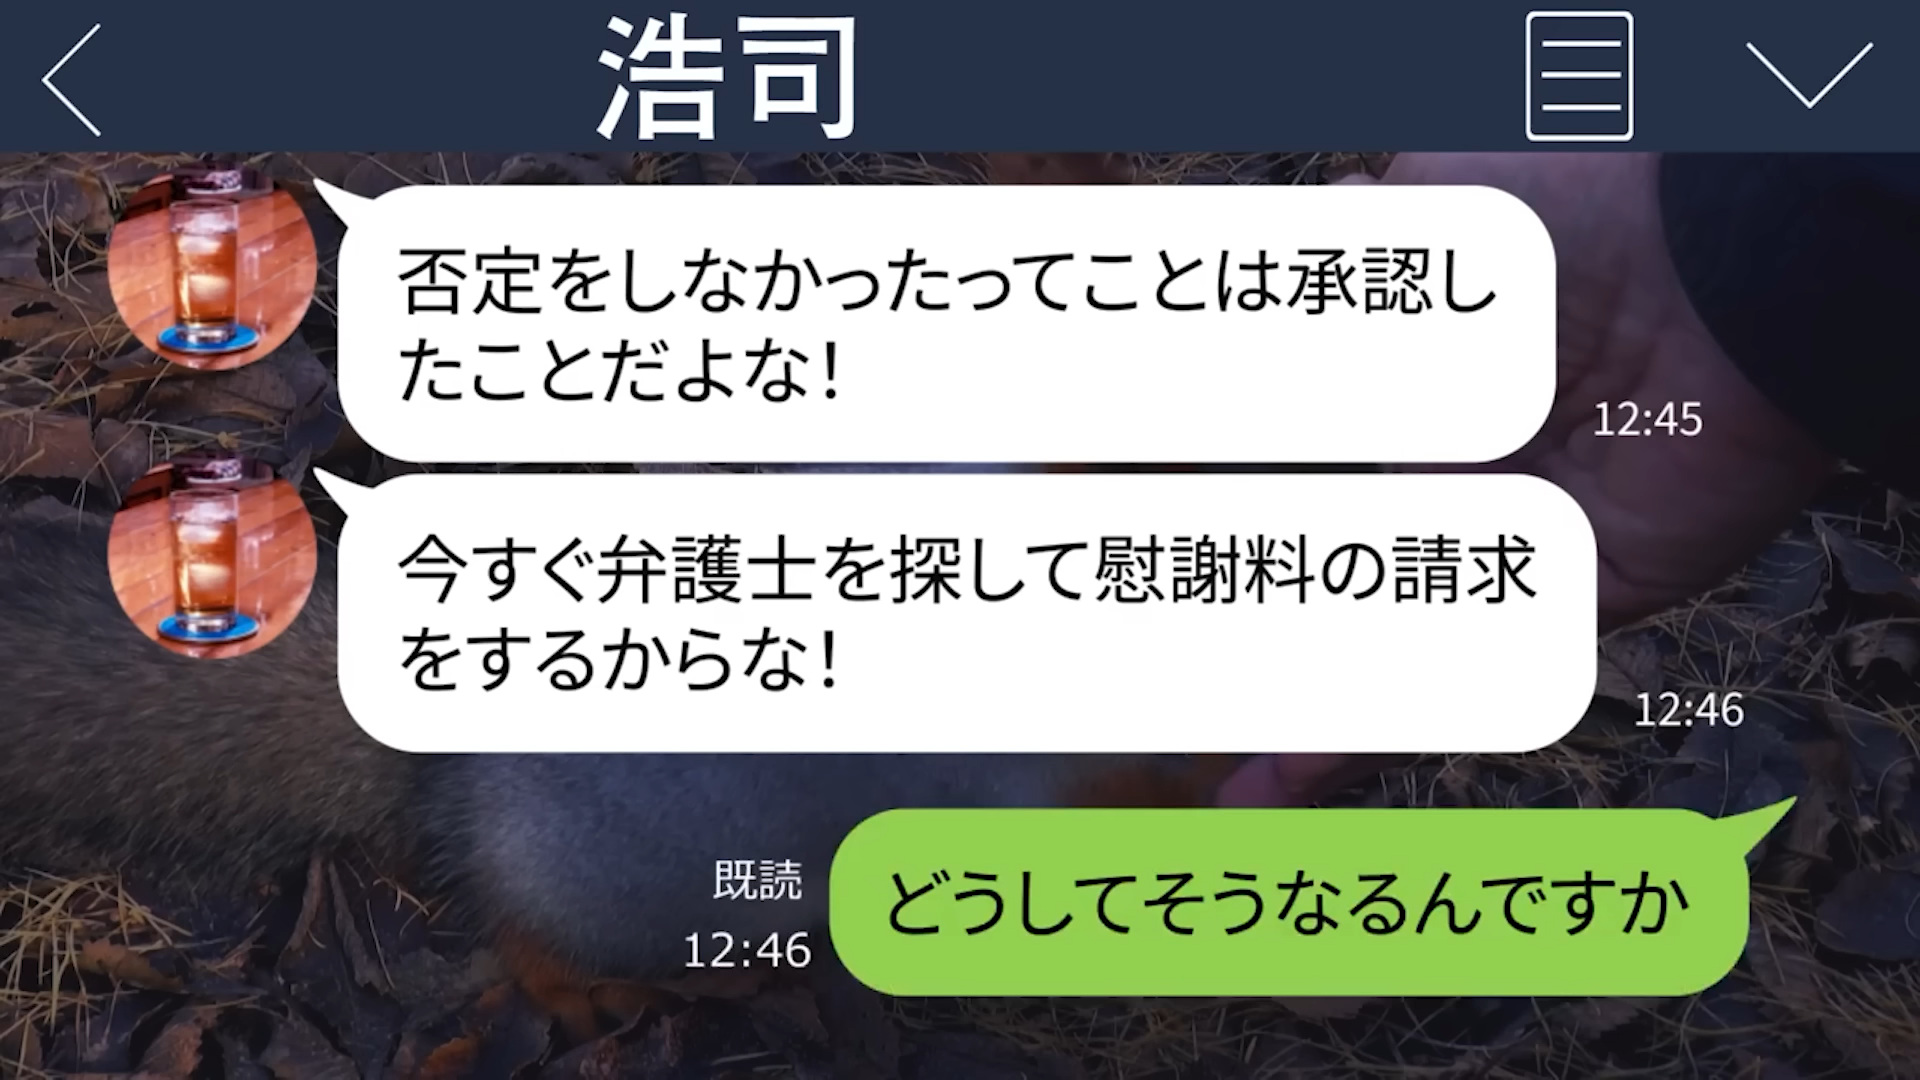 浩司
否定をしなかったってことは承認し
たことだよな！
12:45
今すぐ弁護士を探して慰謝料の請求
をするからな！
12:46
どうしてそうなるんですか
既読
12:46